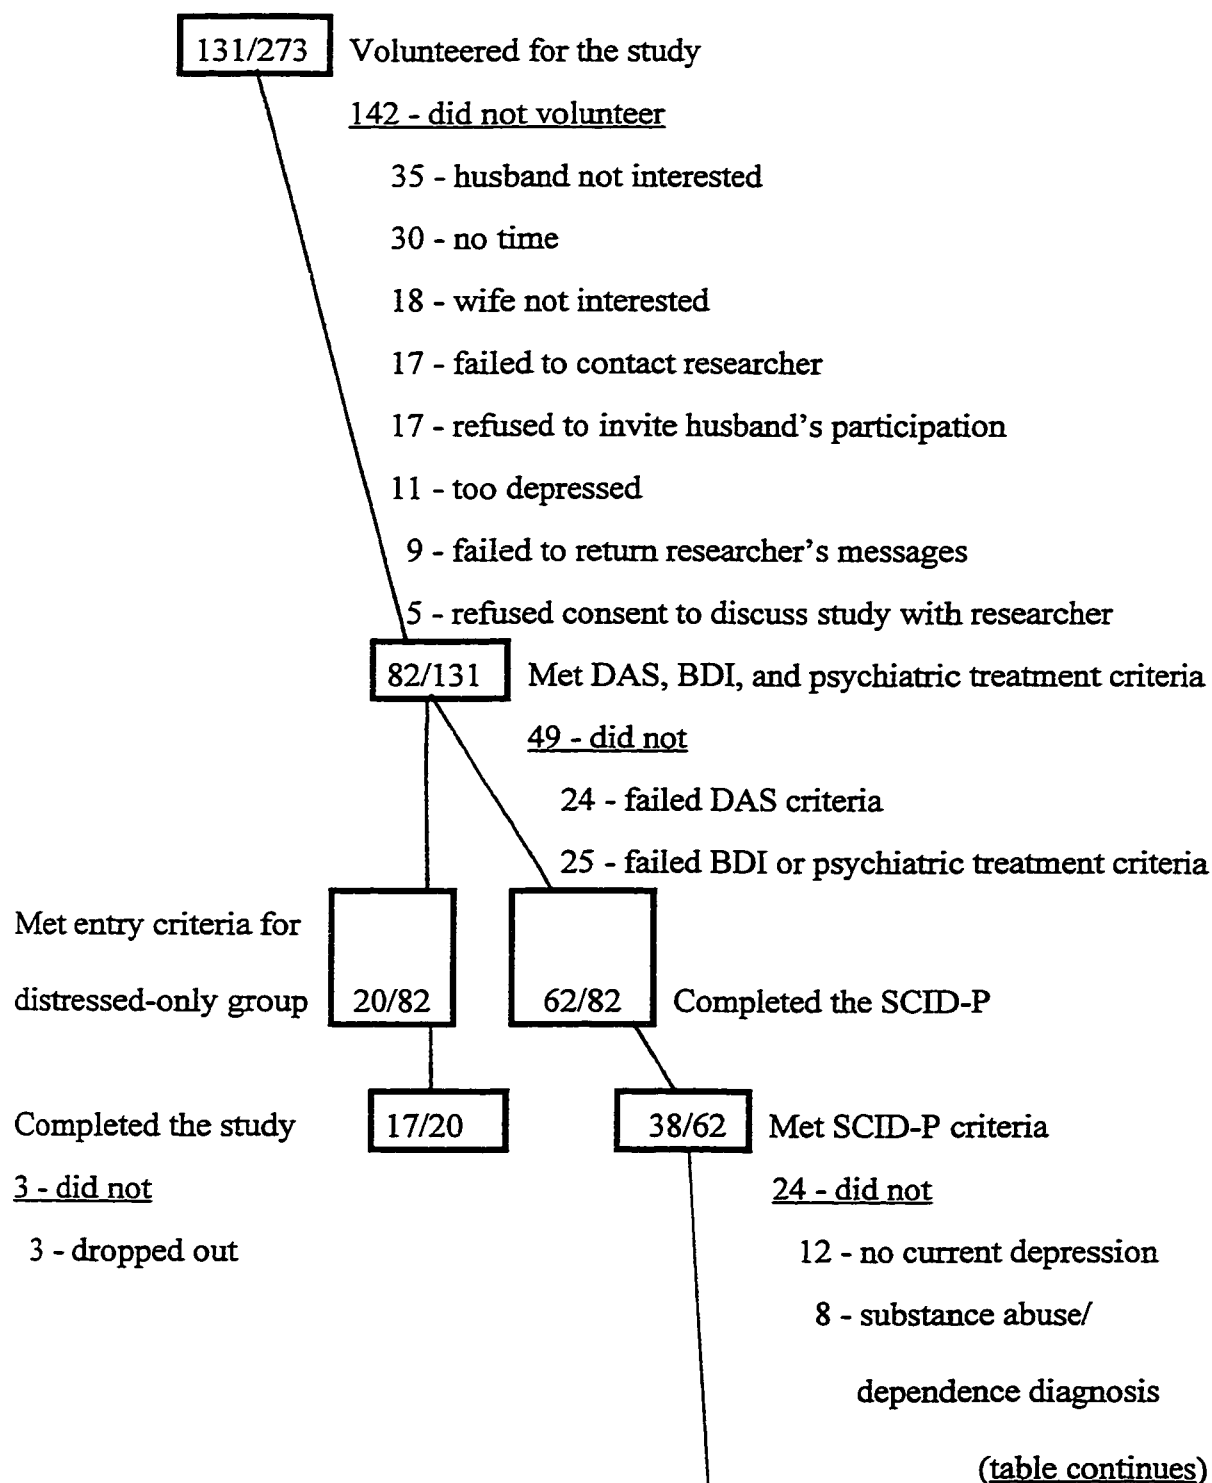 131/273 Volunteered for the study
142 - did not volunteer
35 - husband not interested
30 - no time
18 - wife not interested
17 - failed to contact researcher
17 - refused to invite husband's participation
11 - too depressed
9 - failed to return researcher's messages
5 - refused consent to discuss study with researcher
82/131 Met DAS, BDI, and psychiatric treatment criteria
49 - did not
24 - failed DAS criteria
25 - failed BDI or psychiatric treatment criteria
Met entry criteria for
distressed-only group 20/82 62/82 Completed the SCID-P
Completed the study 17/20 38/62 Met SCID-P criteria
3 - did not 24 - did not
3 - dropped out 12 - no current depression
8 - substance abuse/
dependence diagnosis
(table continues)